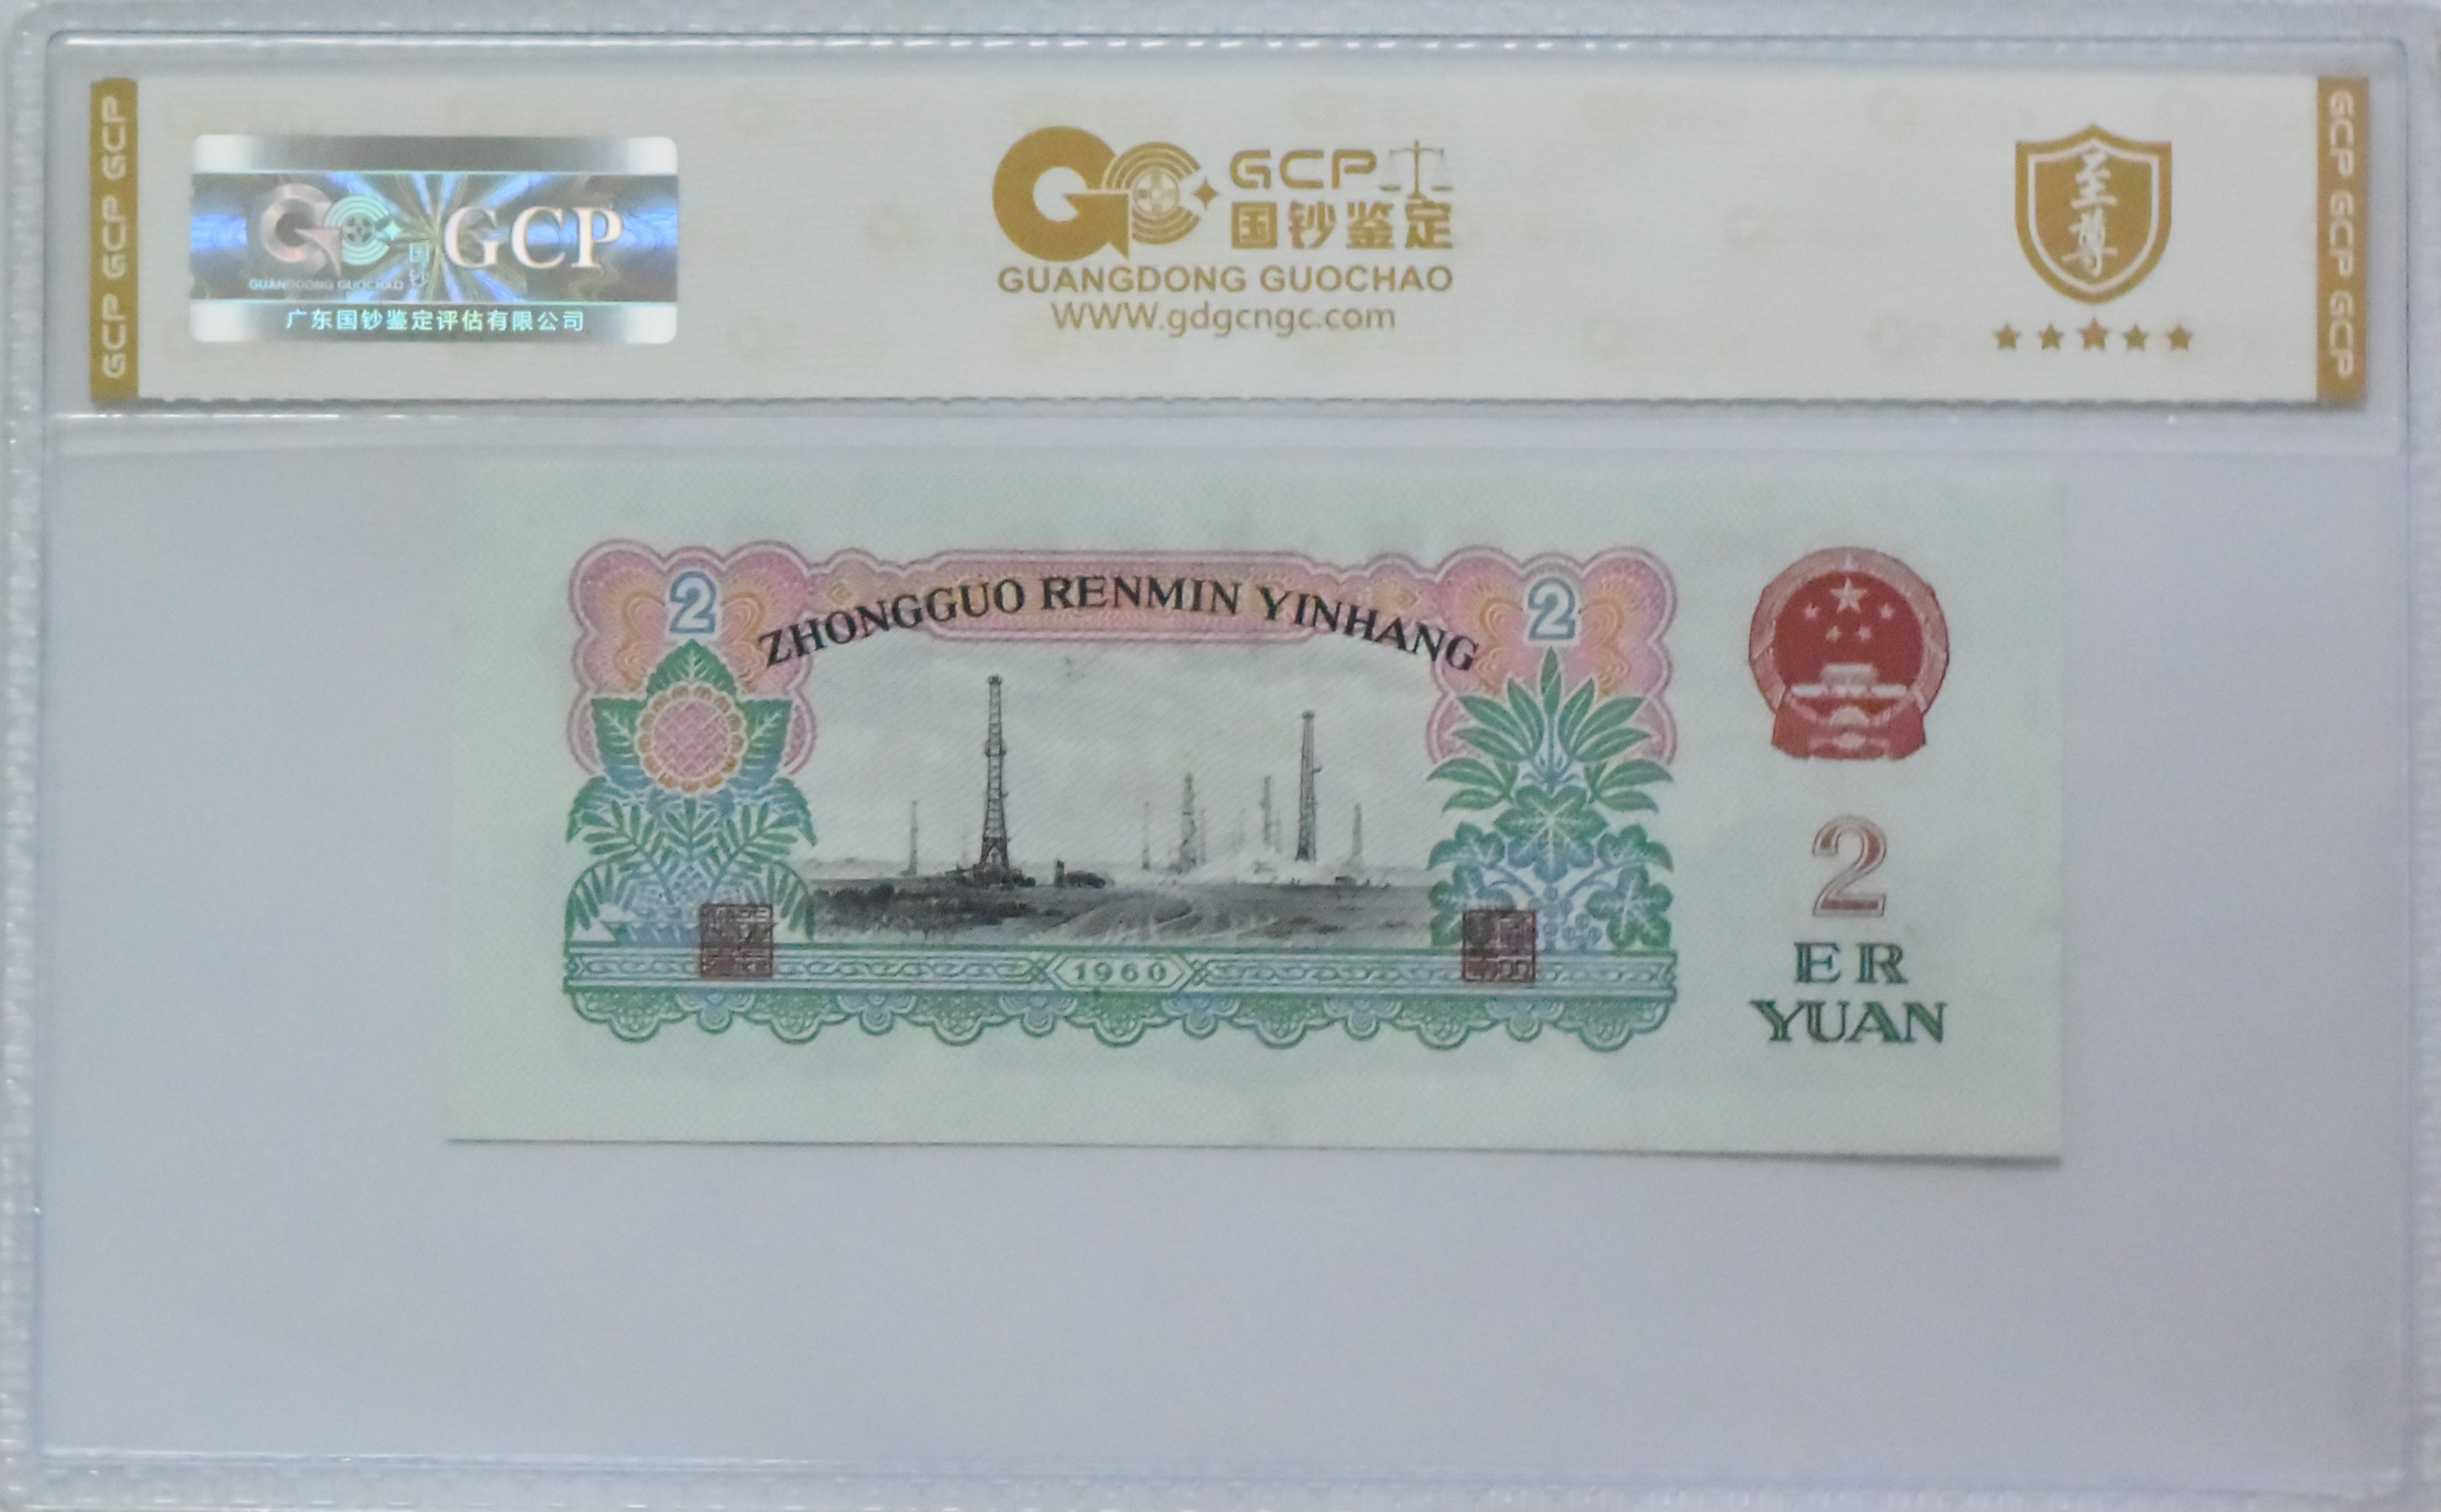 GCP GCP GCP
GCP
国钞
GUANGDONG GUOCHAO
广东国钞鉴定评估有限公司
GCP
国钞鉴定
GUANGDONG GUOCHAO
WWW.gdgcngc.com
至尊
GCP GCP GCP
2
2
ZHONGGUO RENMIN YINHANG
1960
2
ER
YUAN